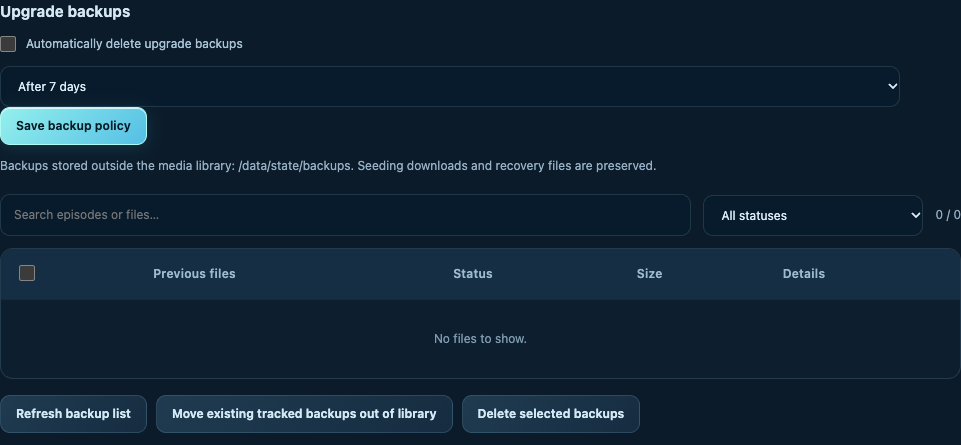 Upgrade backups
Automatically delete upgrade backups
After 7 days
Save backup policy
Backups stored outside the media library: /data/state/backups. Seeding downloads and recovery files are preserved.
Search episodes or files...
All statuses
0 / 0
Previous files Status Size Details
No files to show.
Refresh backup list
Move existing tracked backups out of library
Delete selected backups